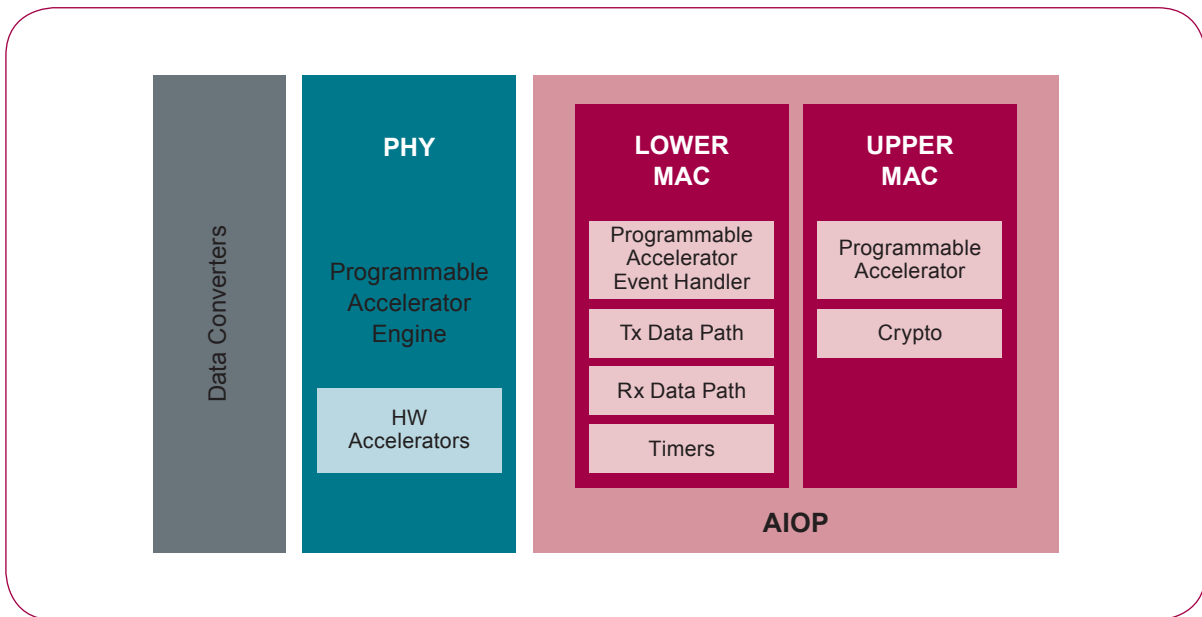 Data Converters
PHY
Programmable
Accelerator
Engine
HW
Accelerators
LOWER
MAC
Programmable
Accelerator
Event Handler
Tx Data Path
Rx Data Path
Timers
UPPER
MAC
Programmable
Accelerator
Crypto
AIOP